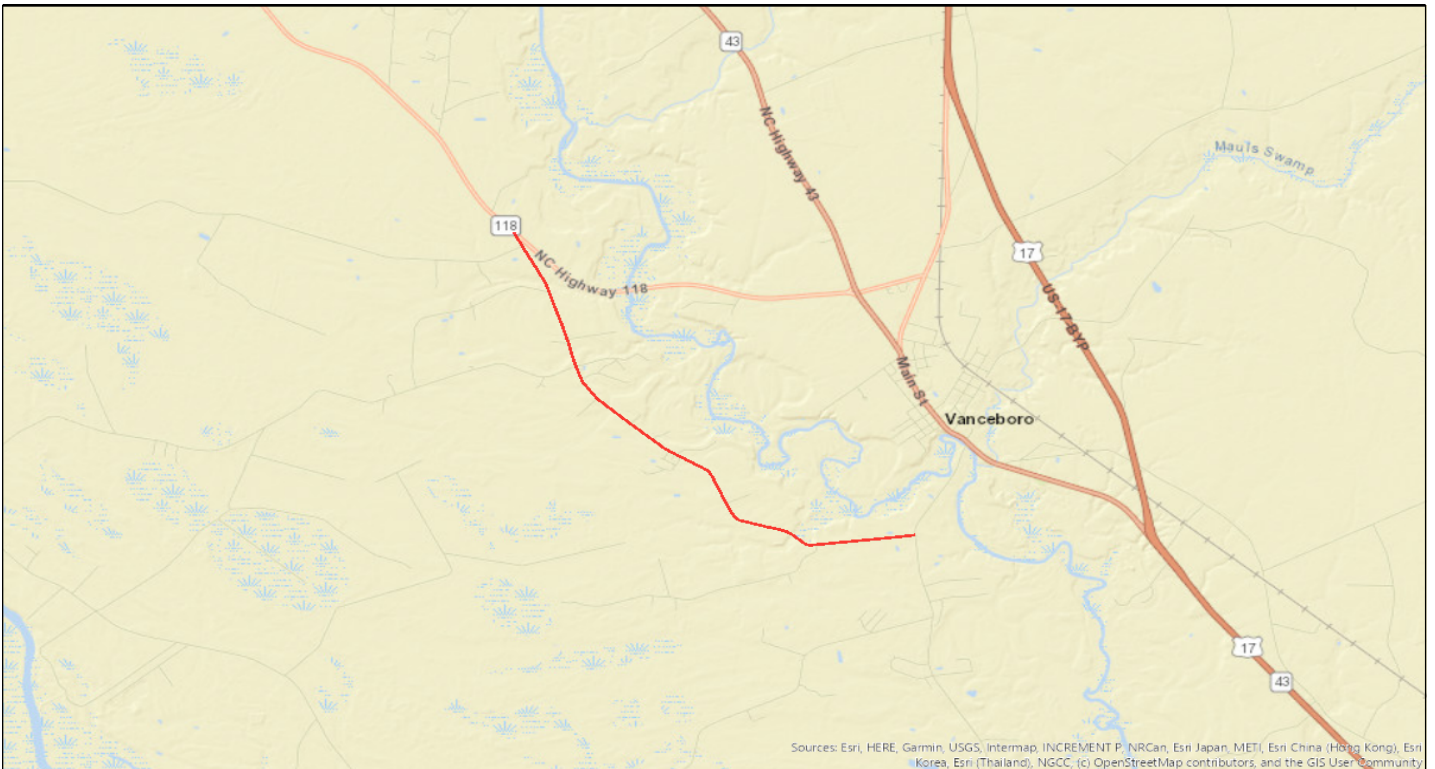 43
NC Highway 43
Mauls Swamp
118
17
NC Highway 118
US 17 BYP
Main St
Vanceboro
17
43
Sources: Esri, HERE, Garmin, USGS, Intermap, INCREMENT P, NRCan, Esri Japan, METI, Esri China (Hong Kong), Esri
Korea, Esri (Thailand), NGCC, (c) OpenStreetMap contributors, and the GIS User Community